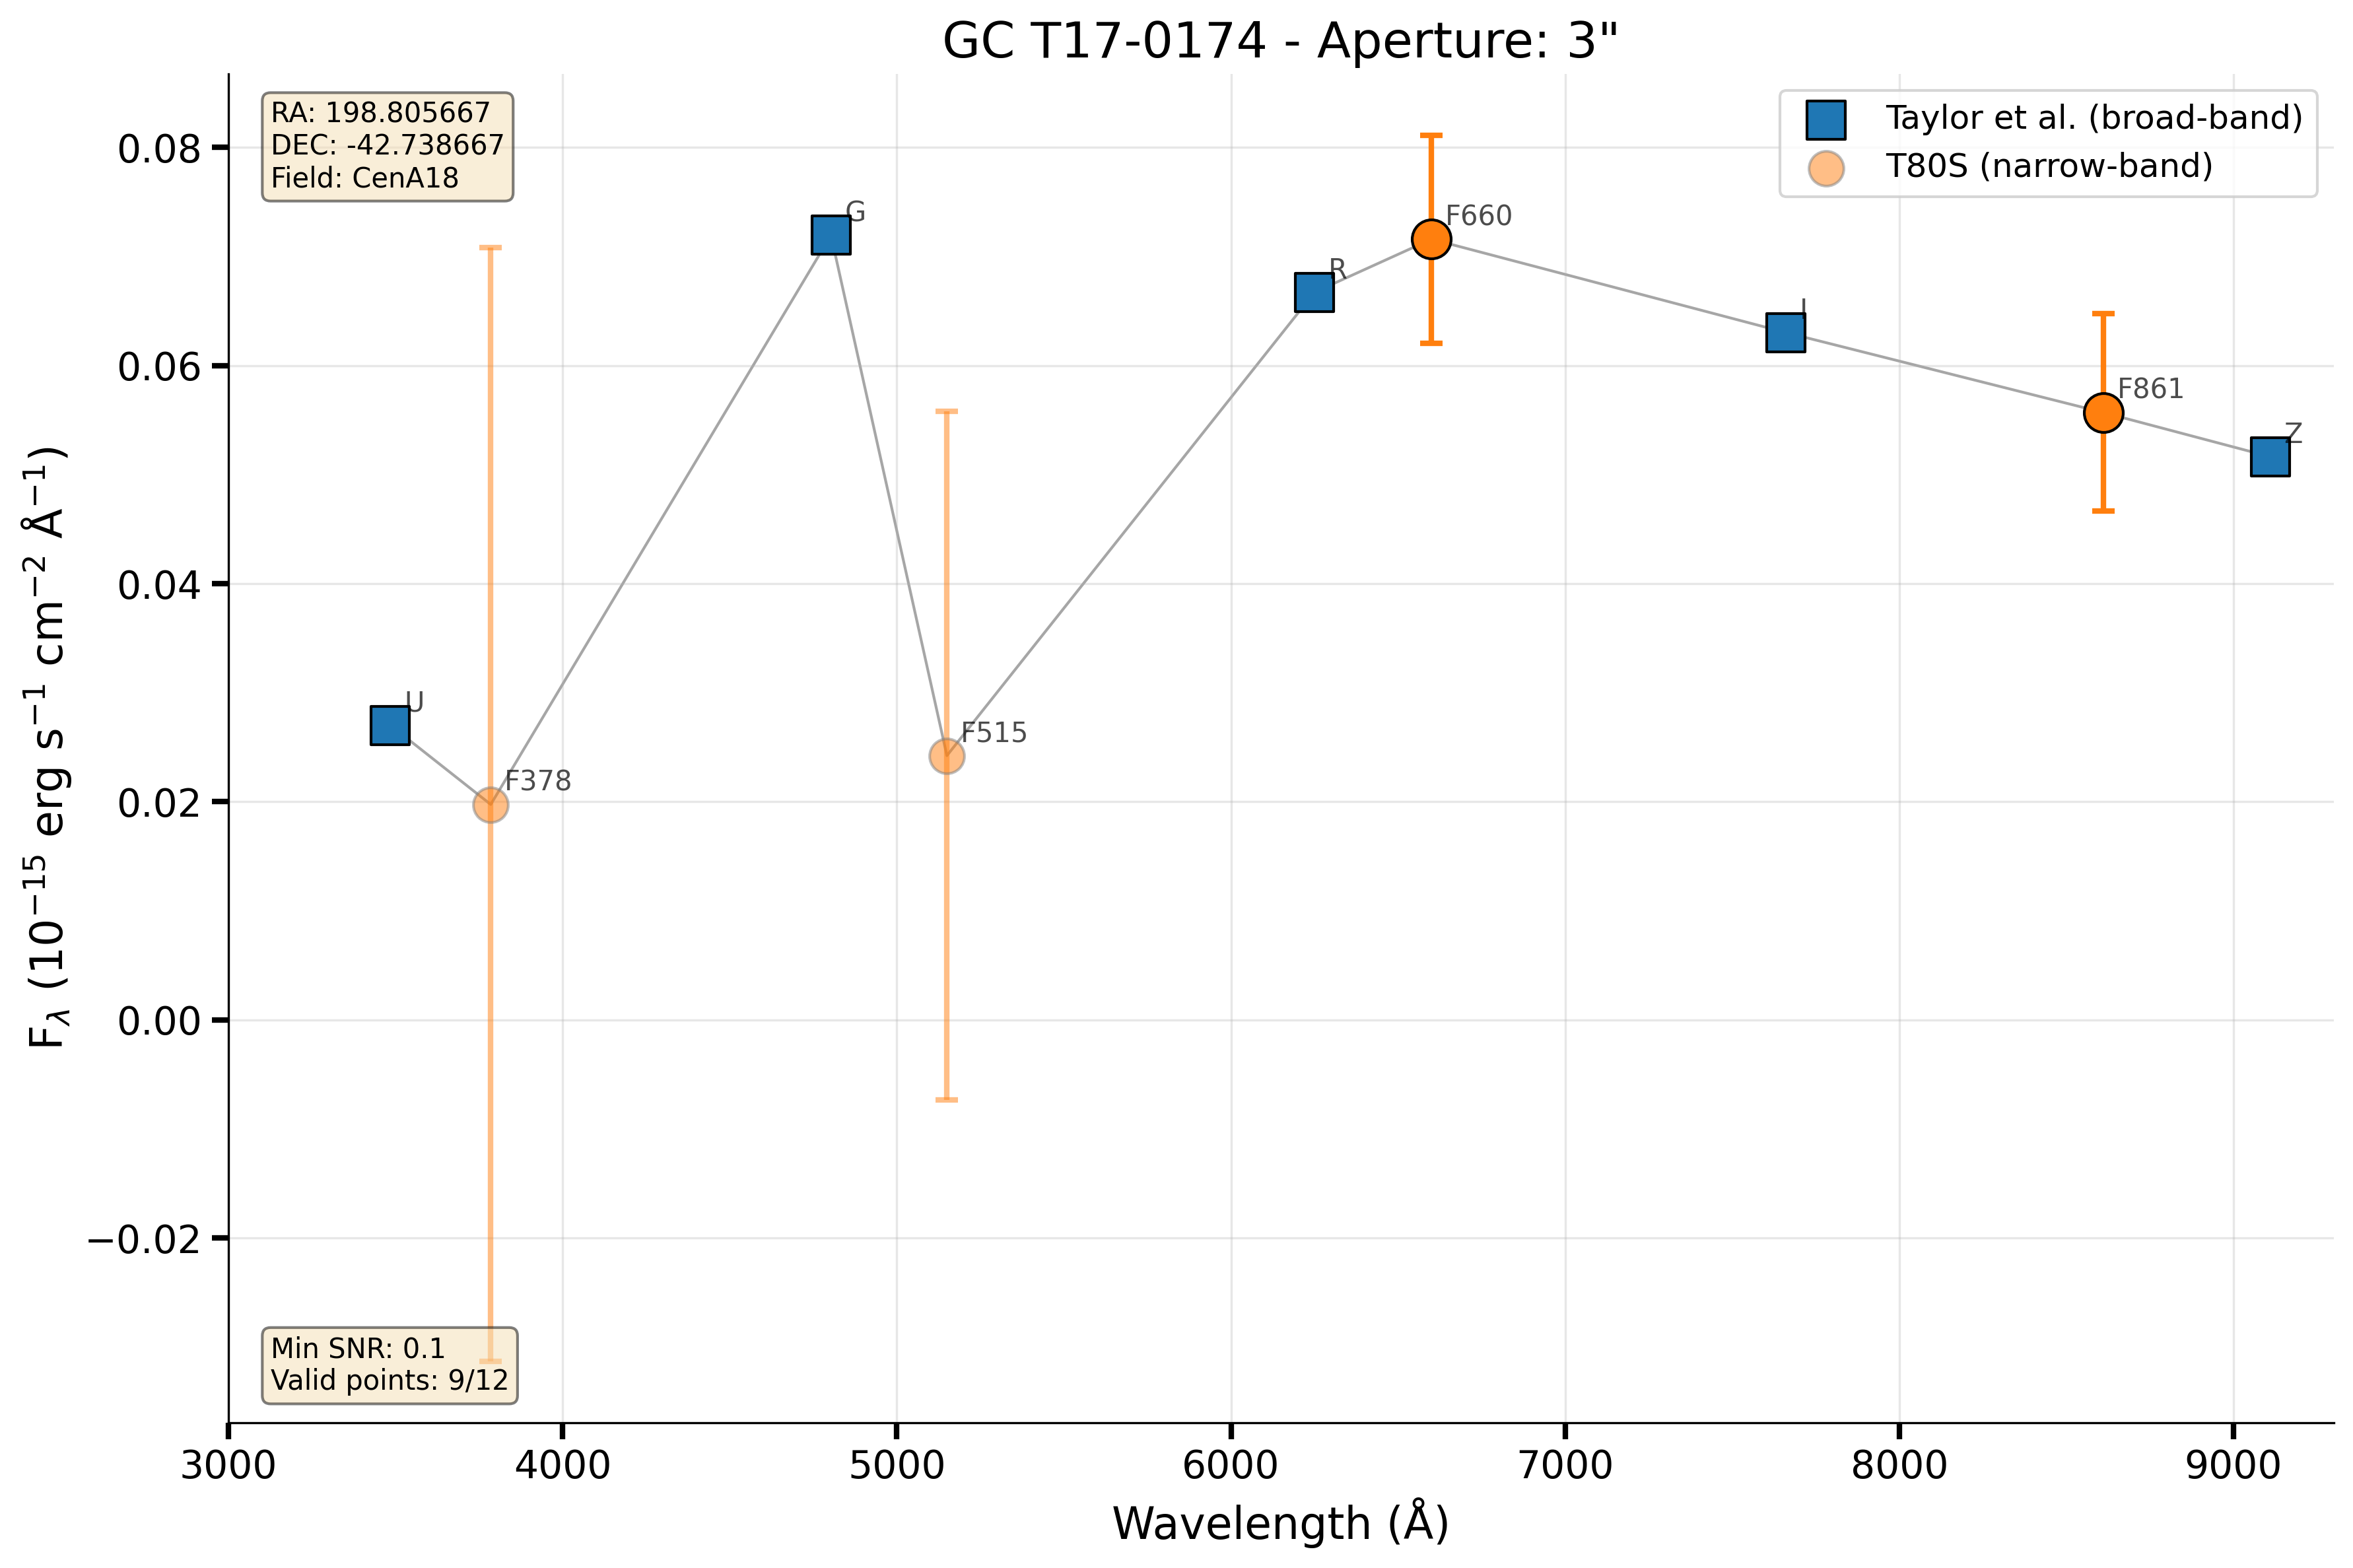 GC T17-0174 - Aperture: 3"
RA: 198.805667
DEC: -42.738667
Field: CenA18
Taylor et al. (broad-band)
T80S (narrow-band)
0.08
0.06
0.04
0.02
0.00
−0.02
Fλ (10⁻¹⁵ erg s⁻¹ cm⁻² Å⁻¹)
U
F378
G
F515
R
F660
I
F861
Z
Min SNR: 0.1
Valid points: 9/12
3000 4000 5000 6000 7000 8000 9000
Wavelength (Å)